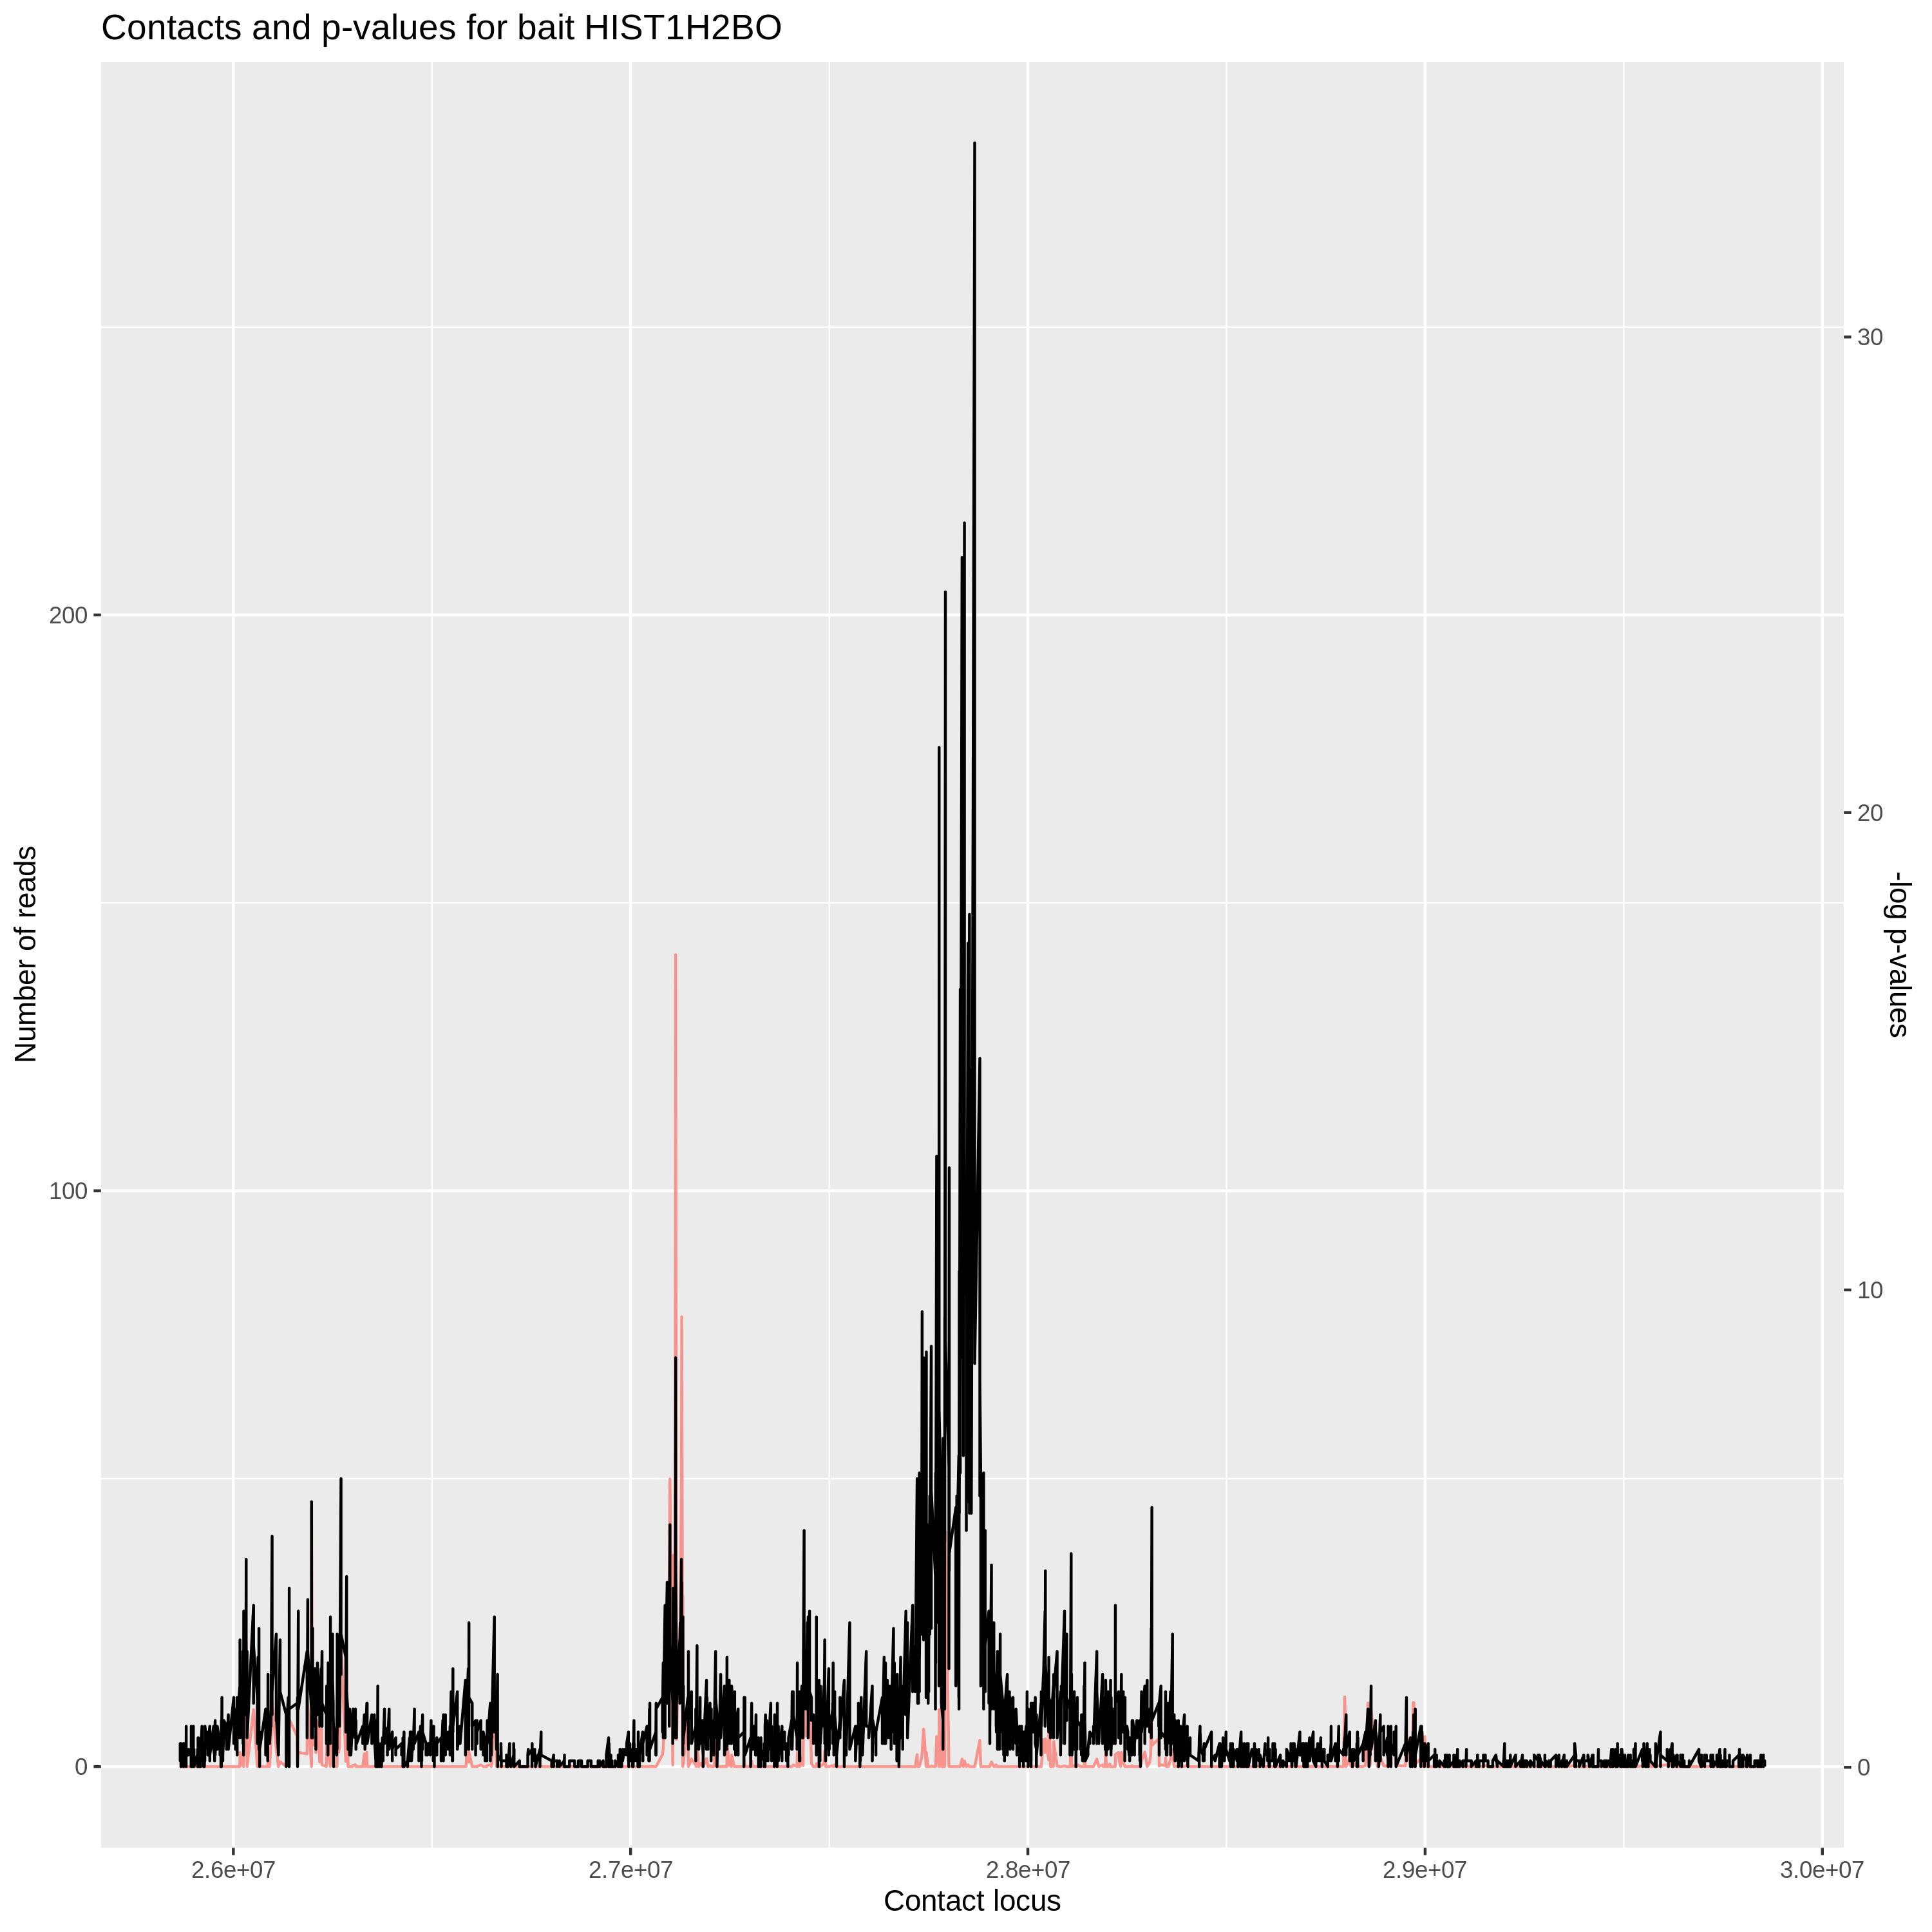 Contacts and p-values for bait HIST1H2BO
Number of reads
200
100
0
30
20
10
0
-log p-values
2.6e+07 2.7e+07 2.8e+07 2.9e+07 3.0e+07
Contact locus